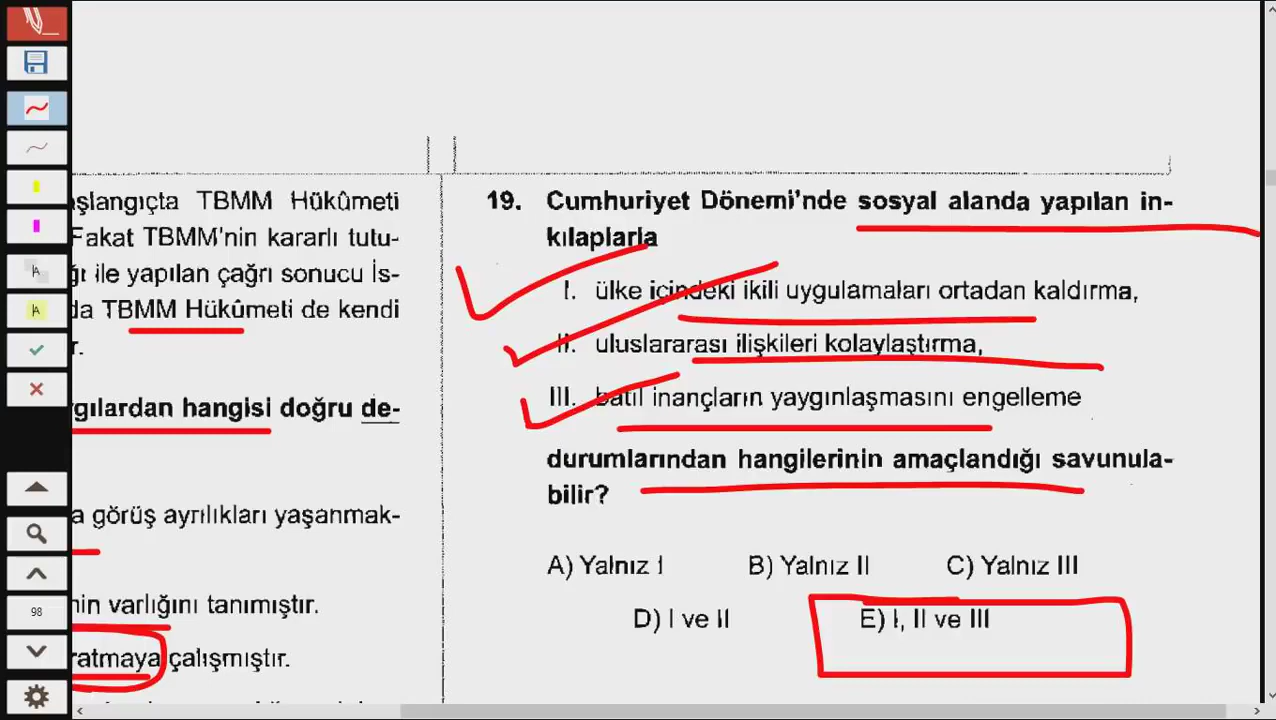 aşlangıçta TBMM Hükûmeti
Fakat TBMM'nin kararlı tutu-
ğı ile yapılan çağrı sonucu İs-
da TBMM Hükûmeti de kendi
r.
gılardan hangisi doğru de-
a görüş ayrılıkları yaşanmak-
nin varlığını tanımıştır.
ratmaya çalışmıştır.
19. Cumhuriyet Dönemi'nde sosyal alanda yapılan in-
kılaplarla
I. ülke içindeki ikili uygulamaları ortadan kaldırma,
II. uluslararası ilişkileri kolaylaştırma,
III. batıl inançların yaygınlaşmasını engelleme
durumlarından hangilerinin amaçlandığı savunula-
bilir?
A) Yalnız I B) Yalnız II C) Yalnız III
D) I ve II E) I, II ve III
98